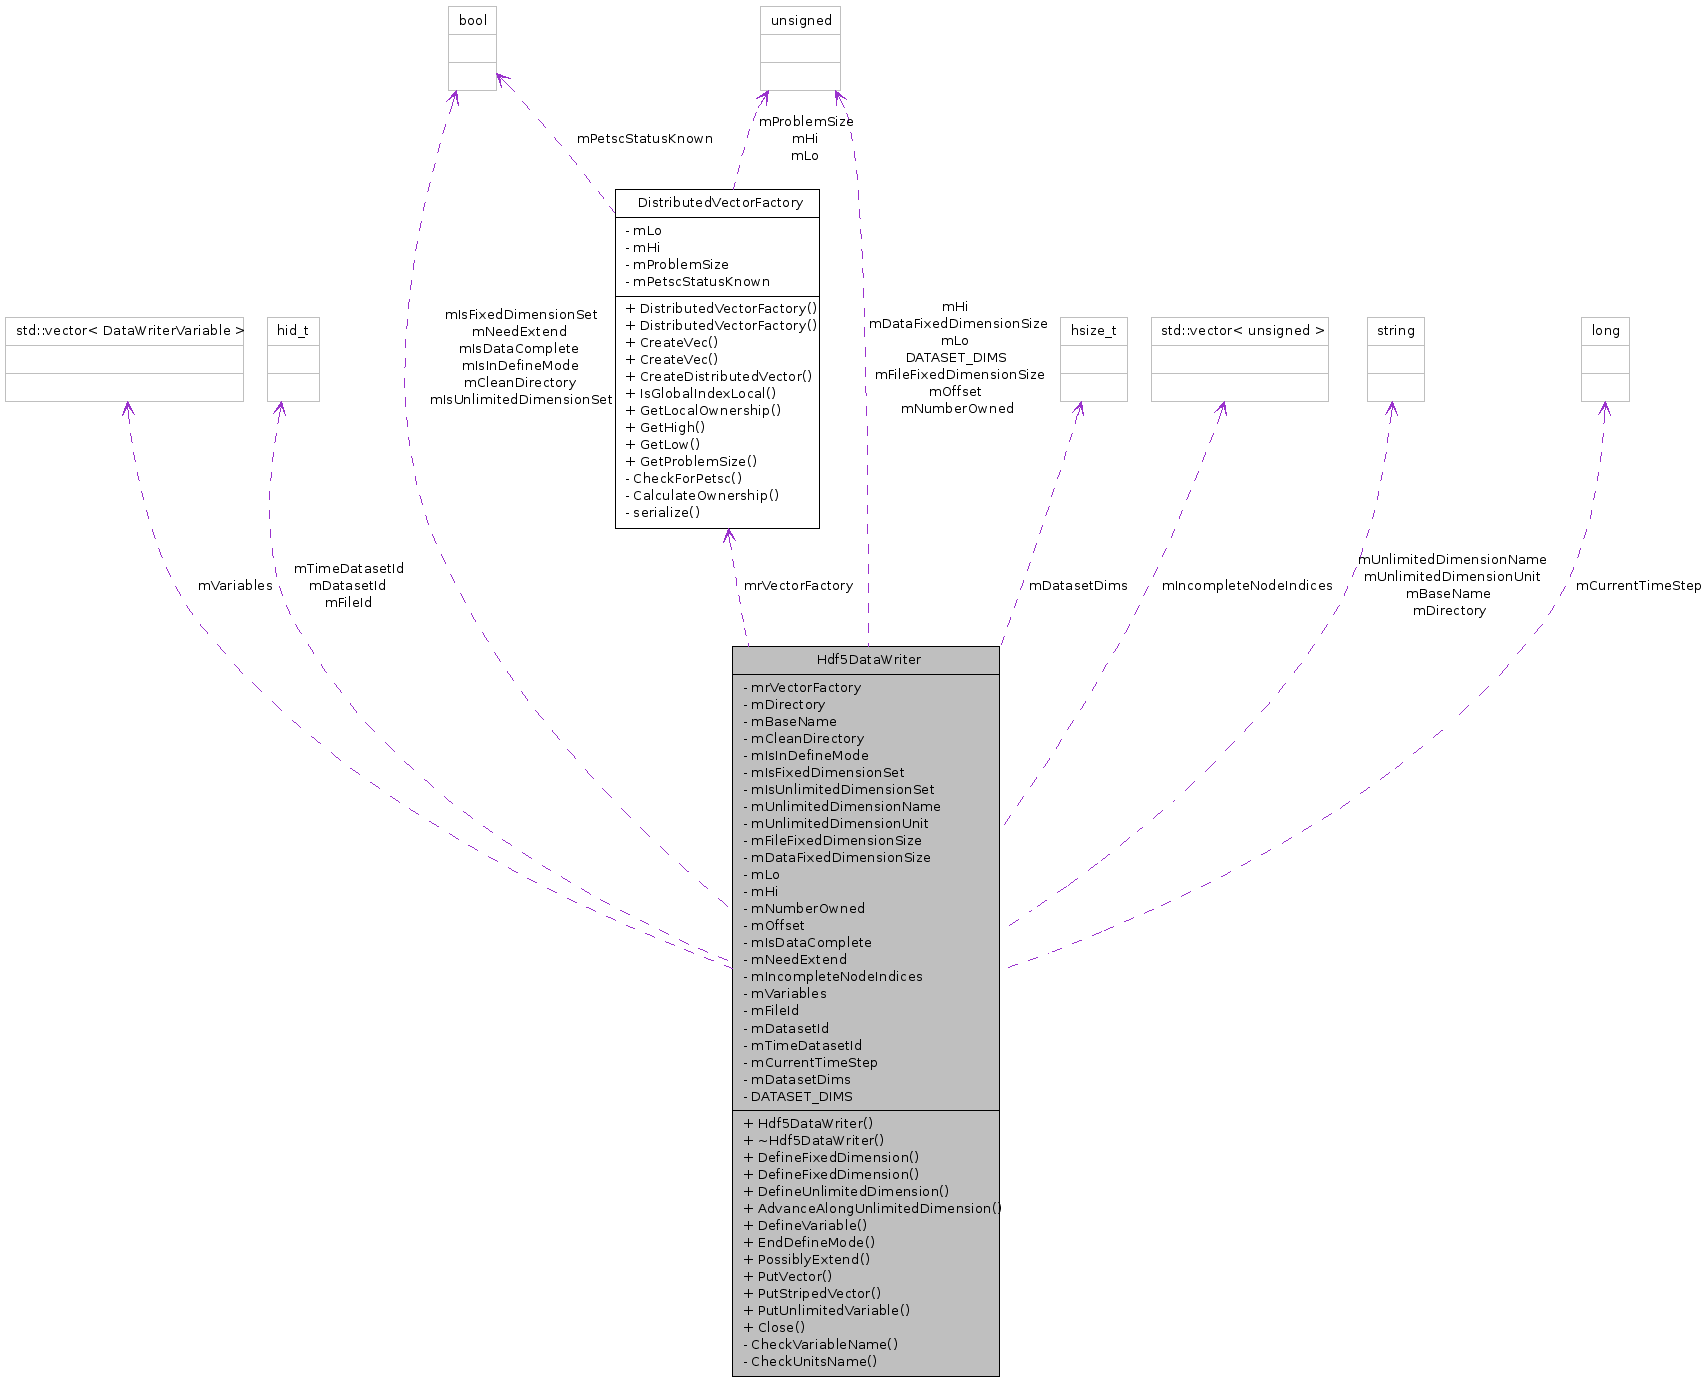 bool
unsigned
mPetscStatusKnown
mProblemSize
mHi
mLo
DistributedVectorFactory
- mLo
- mHi
- mProblemSize
- mPetscStatusKnown
+ DistributedVectorFactory()
+ DistributedVectorFactory()
+ CreateVec()
+ CreateVec()
+ CreateDistributedVector()
+ IsGlobalIndexLocal()
+ GetLocalOwnership()
+ GetHigh()
+ GetLow()
+ GetProblemSize()
- CheckForPetsc()
- CalculateOwnership()
- serialize()
std::vector< DataWriterVariable >
hid_t
mIsFixedDimensionSet
mNeedExtend
mIsDataComplete
mIsInDefineMode
mCleanDirectory
mIsUnlimitedDimensionSet
mHi
mDataFixedDimensionSize
mLo
DATASET_DIMS
mFileFixedDimensionSize
mOffset
mNumberOwned
hsize_t
std::vector< unsigned >
string
long
mVariables
mTimeDatasetId
mDatasetId
mFileId
mrVectorFactory
mDatasetDims
mIncompleteNodeIndices
mUnlimitedDimensionName
mUnlimitedDimensionUnit
mBaseName
mDirectory
mCurrentTimeStep
Hdf5DataWriter
- mrVectorFactory
- mDirectory
- mBaseName
- mCleanDirectory
- mIsInDefineMode
- mIsFixedDimensionSet
- mIsUnlimitedDimensionSet
- mUnlimitedDimensionName
- mUnlimitedDimensionUnit
- mFileFixedDimensionSize
- mDataFixedDimensionSize
- mLo
- mHi
- mNumberOwned
- mOffset
- mIsDataComplete
- mNeedExtend
- mIncompleteNodeIndices
- mVariables
- mFileId
- mDatasetId
- mTimeDatasetId
- mCurrentTimeStep
- mDatasetDims
- DATASET_DIMS
+ Hdf5DataWriter()
+ ~Hdf5DataWriter()
+ DefineFixedDimension()
+ DefineFixedDimension()
+ DefineUnlimitedDimension()
+ AdvanceAlongUnlimitedDimension()
+ DefineVariable()
+ EndDefineMode()
+ PossiblyExtend()
+ PutVector()
+ PutStripedVector()
+ PutUnlimitedVariable()
+ Close()
- CheckVariableName()
- CheckUnitsName()